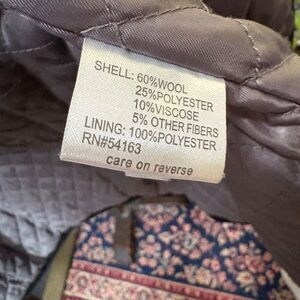 SHELL: 60%WOOL
25%POLYESTER
10%VISCOSE
5% OTHER FIBERS
LINING: 100%POLYESTER
RN#54163
care on reverse